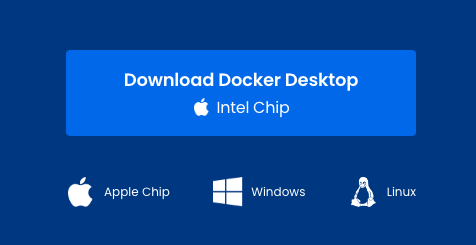 Download Docker Desktop
Intel Chip
Apple Chip
Windows
Linux